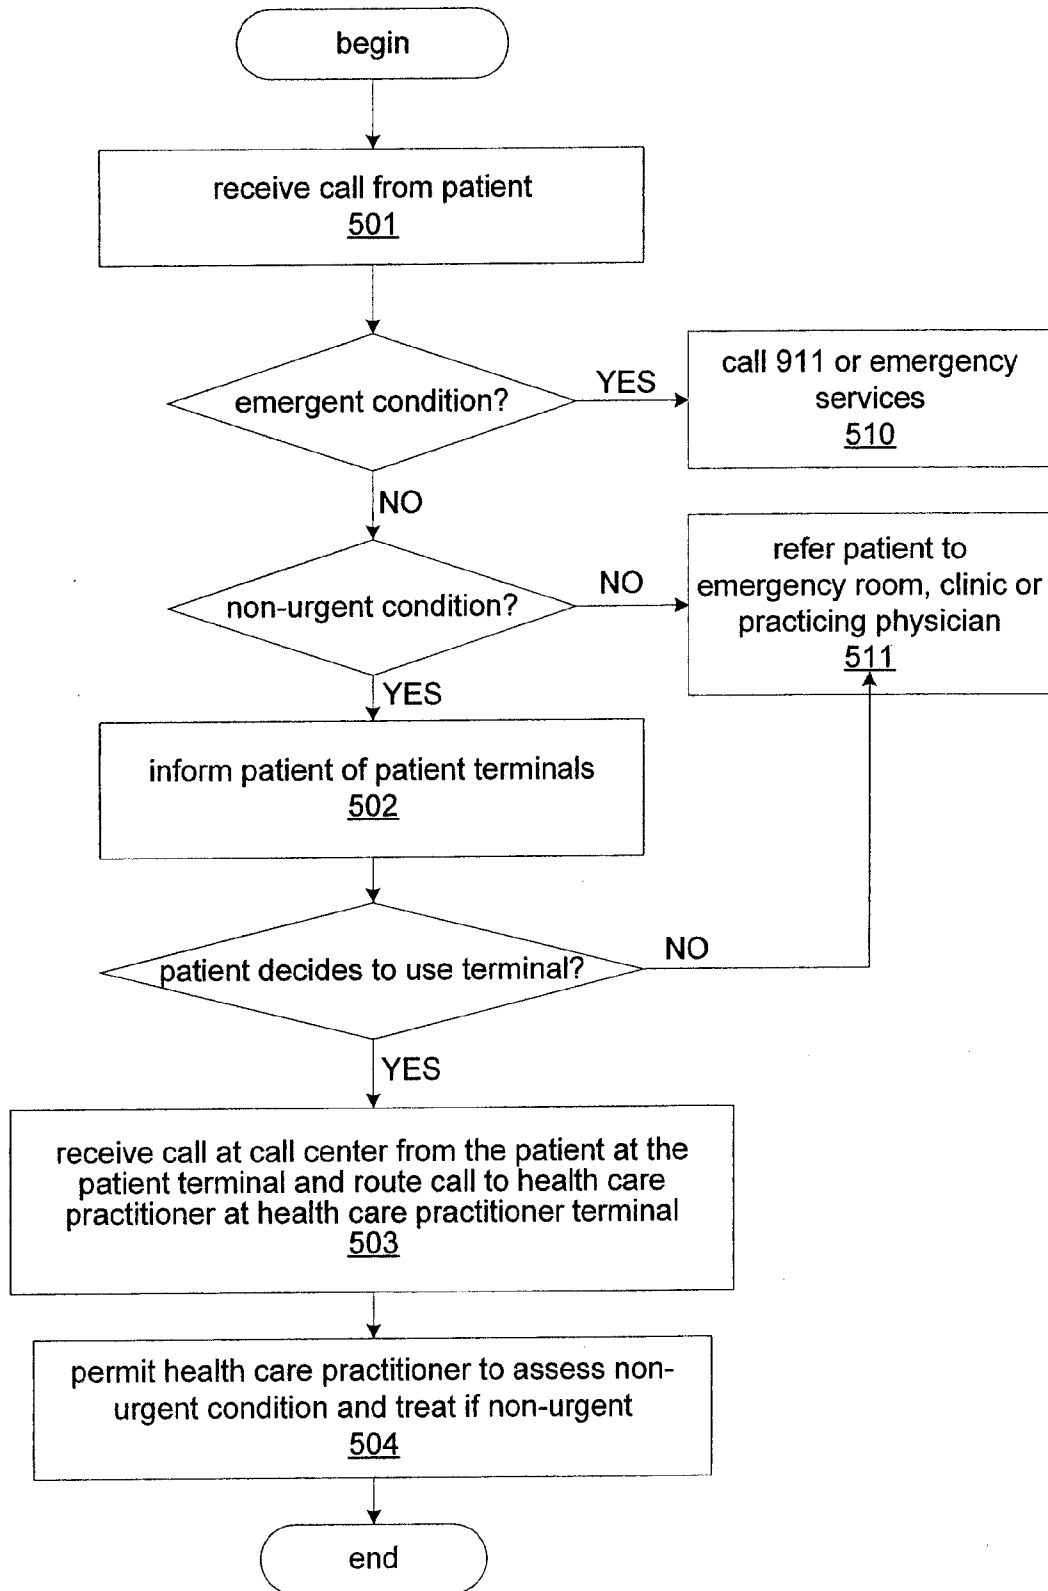 begin
receive call from patient
501
emergent condition?
YES
call 911 or emergency
services
510
NO
non-urgent condition?
NO
refer patient to
emergency room, clinic or
practicing physician
511
YES
inform patient of patient terminals
502
patient decides to use terminal?
NO
YES
receive call at call center from the patient at the
patient terminal and route call to health care
practitioner at health care practitioner terminal
503
permit health care practitioner to assess non-
urgent condition and treat if non-urgent
504
end